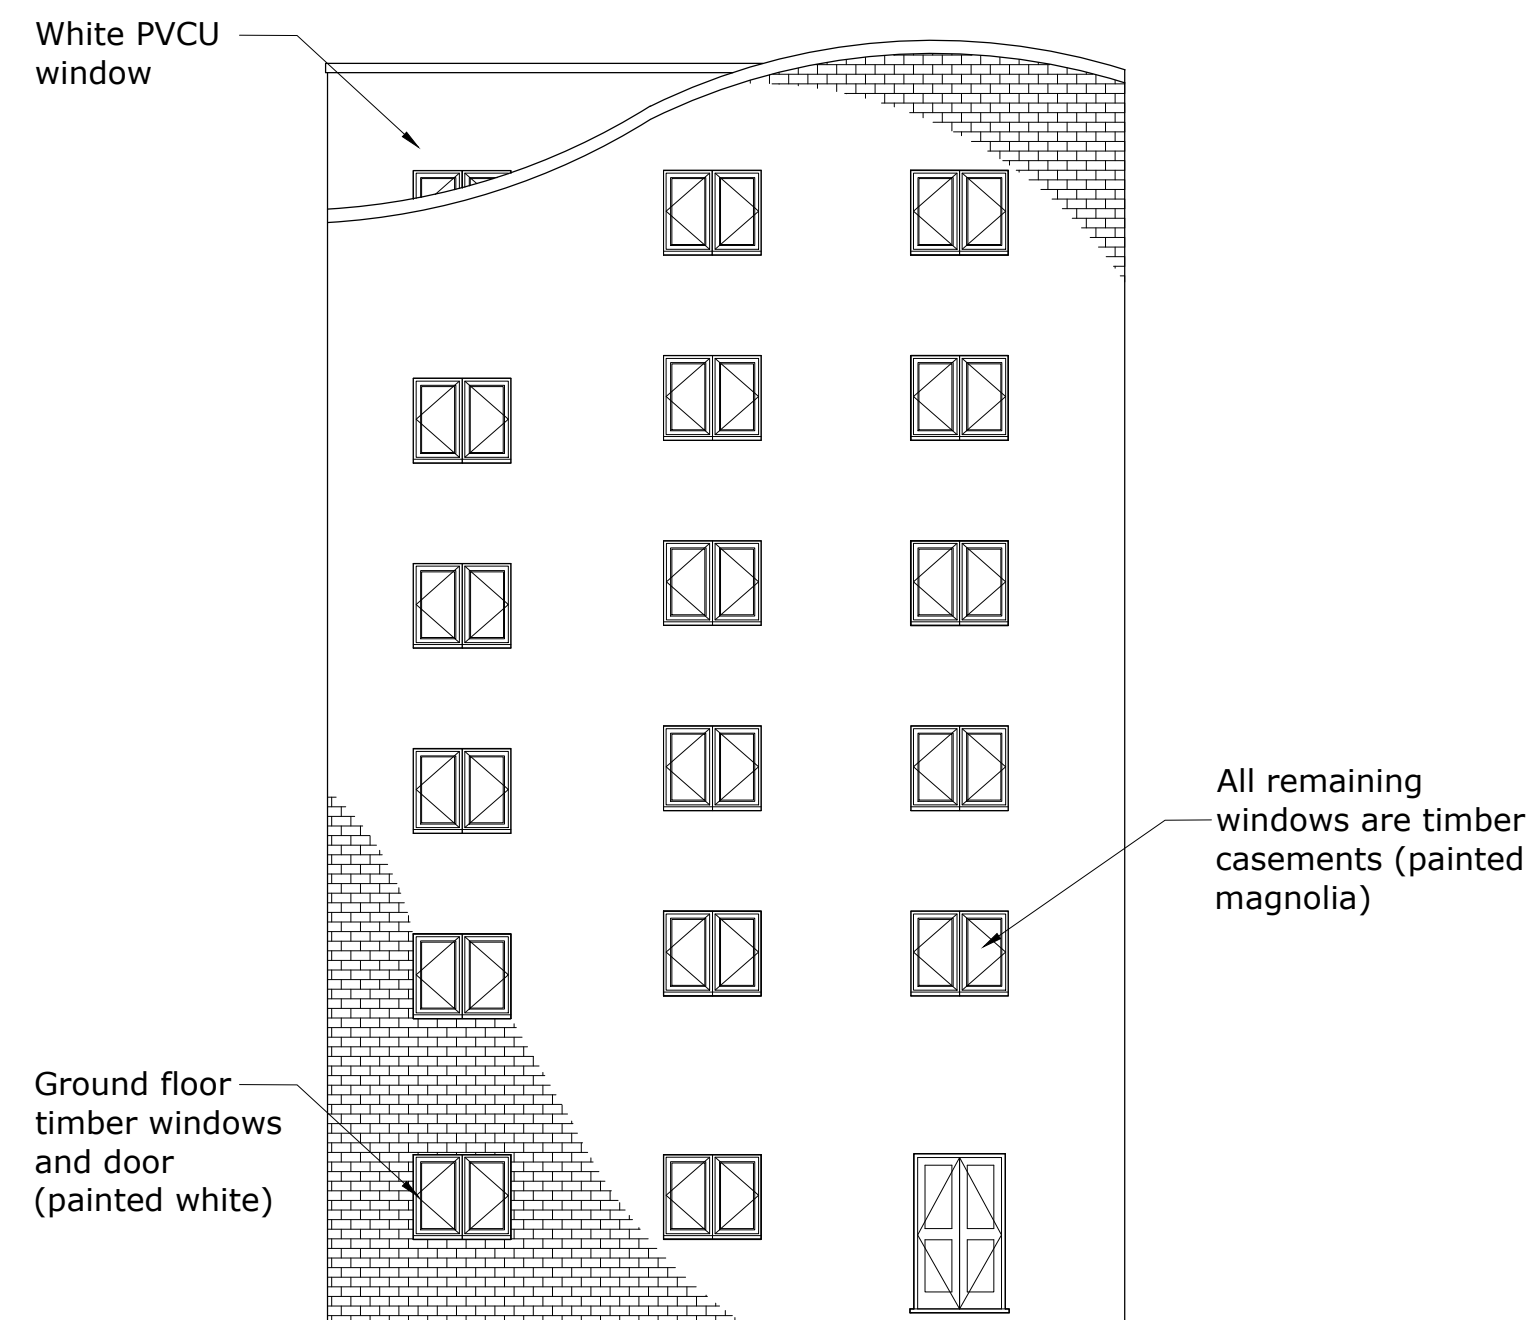 White PVCU
window
All remaining
windows are timber
casements (painted
magnolia)
Ground floor
timber windows
and door
(painted white)